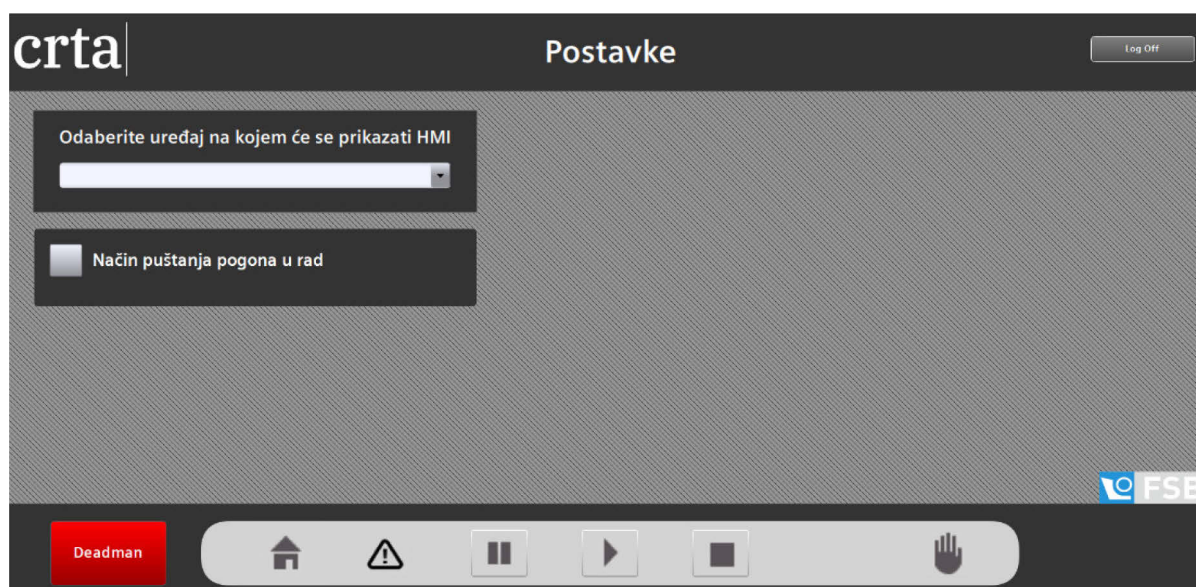 crta
Postavke
Log Off
Odaberite uređaj na kojem će se prikazati HMI
Način puštanja pogona u rad
FSB
Deadman